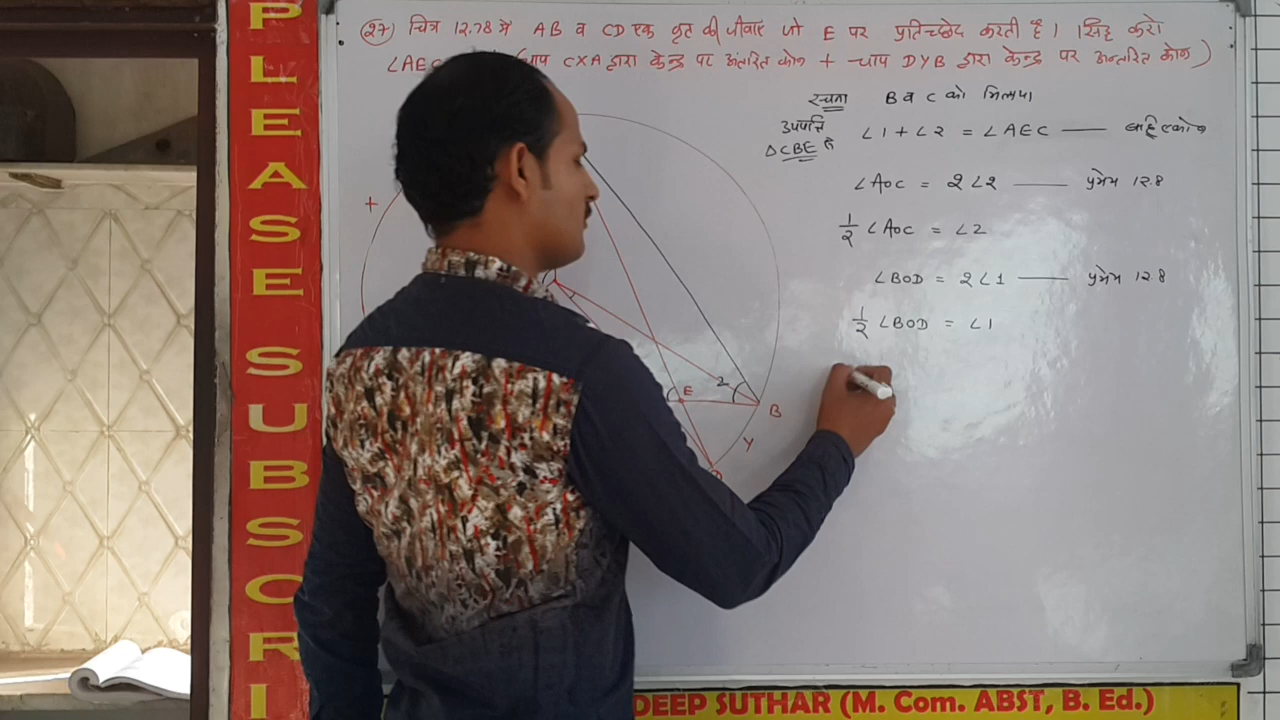 PLEASE SUBSCRI
27) चित्र 12.78 में AB व CD एक वृत्त की जीवाए जो E पर प्रतिच्छेद करती है। सिद्ध करो
∠AEC चाप CXA द्वारा केन्द्र पर अंतरित कोण + चाप DYB द्वारा केन्द्र पर अन्तरित कोण)
रचना B व C को मिलाया
उपपत्ति
△CBE में
∠1 + ∠2 = ∠AEC —— बाह्य कोण
∠AOC = 2∠2 —— प्रमेय 12.8
1/2 ∠AOC = ∠2
∠BOD = 2∠1 —— प्रमेय 12.8
1/2 ∠BOD = ∠1
E
2
B
Y
DEEP SUTHAR (M. Com. ABST, B. Ed.)